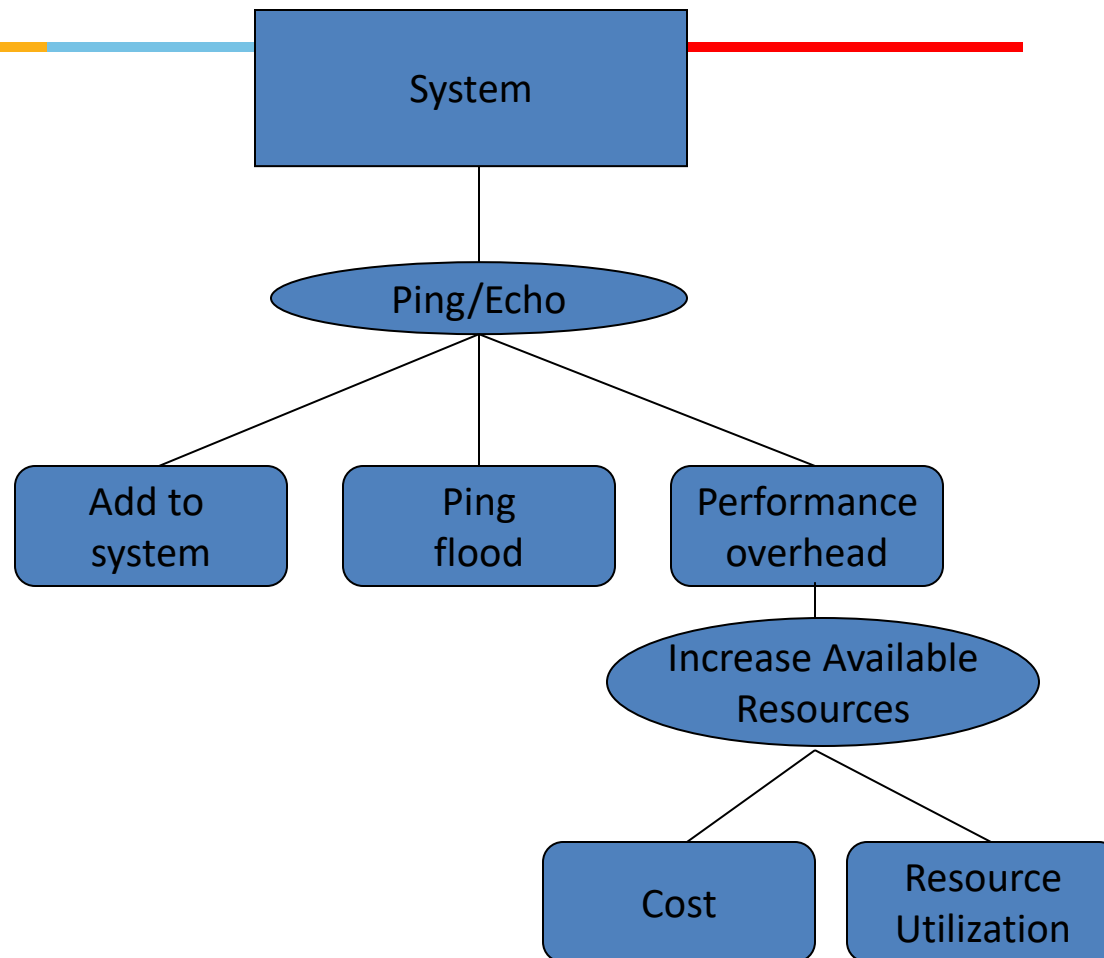 System
Ping/Echo
Add to
system
Ping
flood
Performance
overhead
Increase Available
Resources
Cost
Resource
Utilization